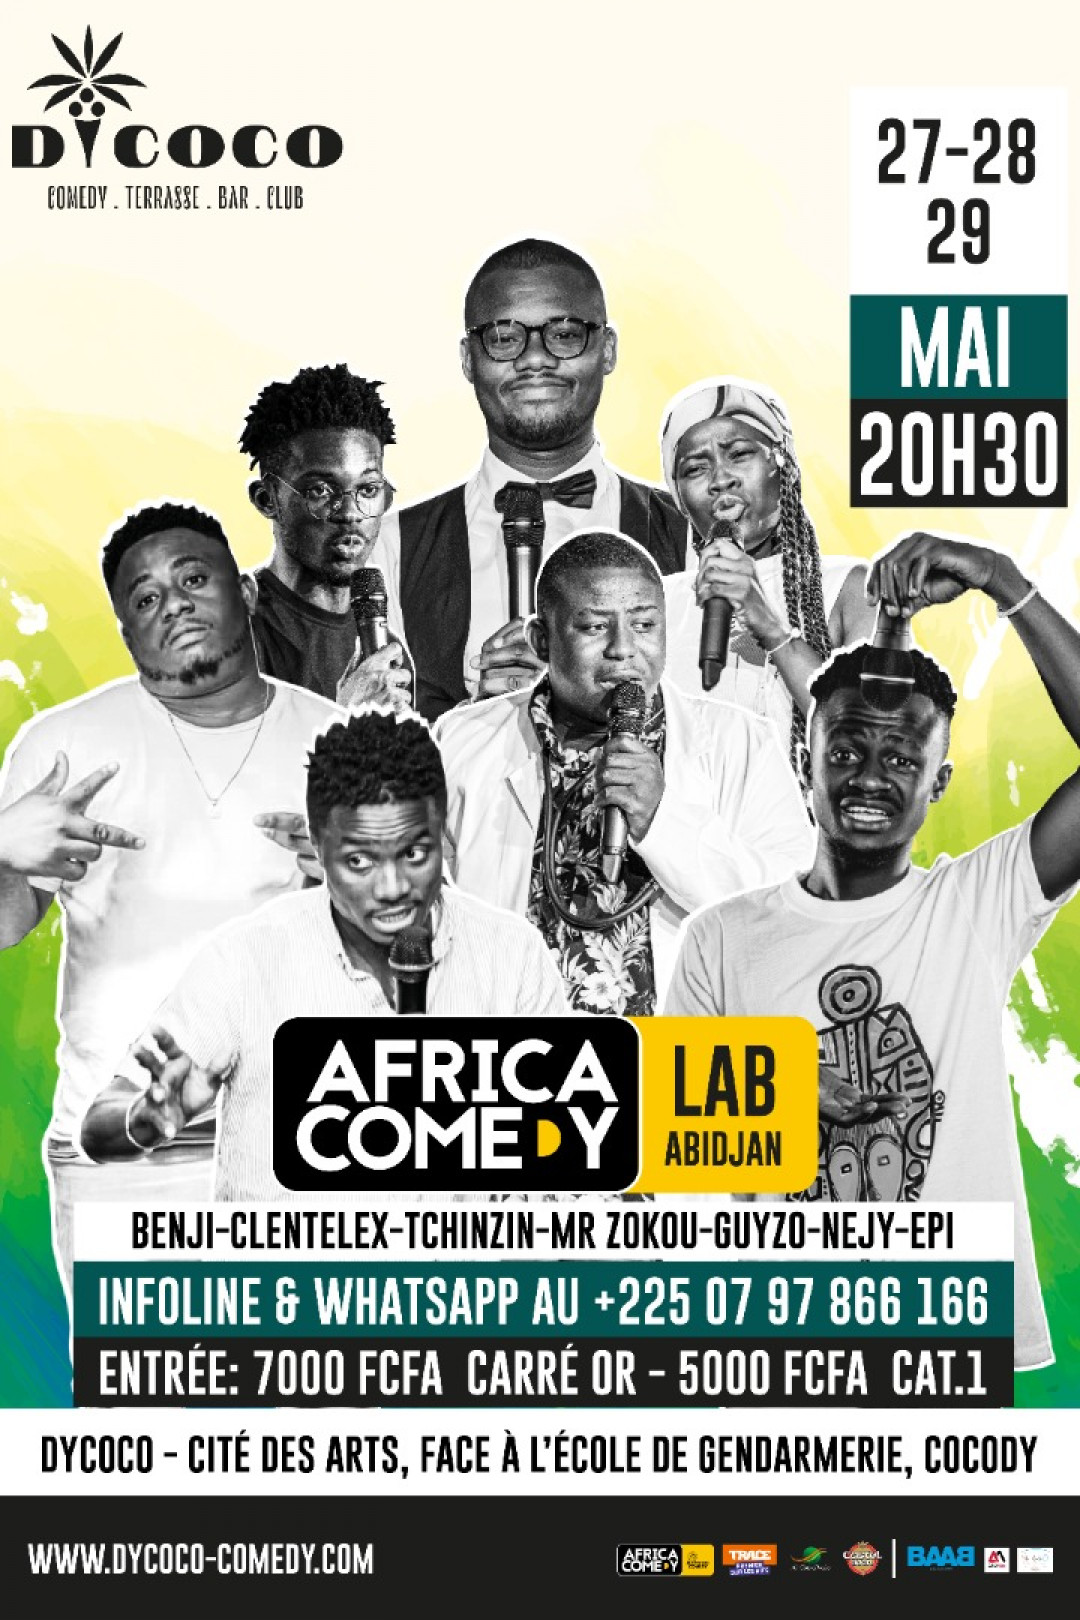 DYCOCO
COMEDY . TERRASSE . BAR . CLUB
27-28
29
MAI
20H30
AFRICA
COMEDY
LAB
ABIDJAN
BENJI-CLENTELEX-TCHINZIN-MR ZOKOU-GUYZO-NEJY-EPI
INFOLINE & WHATSAPP AU +225 07 97 866 166
ENTRÉE: 7000 FCFA CARRÉ OR - 5000 FCFA CAT.1
DYCOCO - CITÉ DES ARTS, FACE À L'ÉCOLE DE GENDARMERIE, COCODY
WWW.DYCOCO-COMEDY.COM
AFRICA
COMEDY
TRACE
BAAB